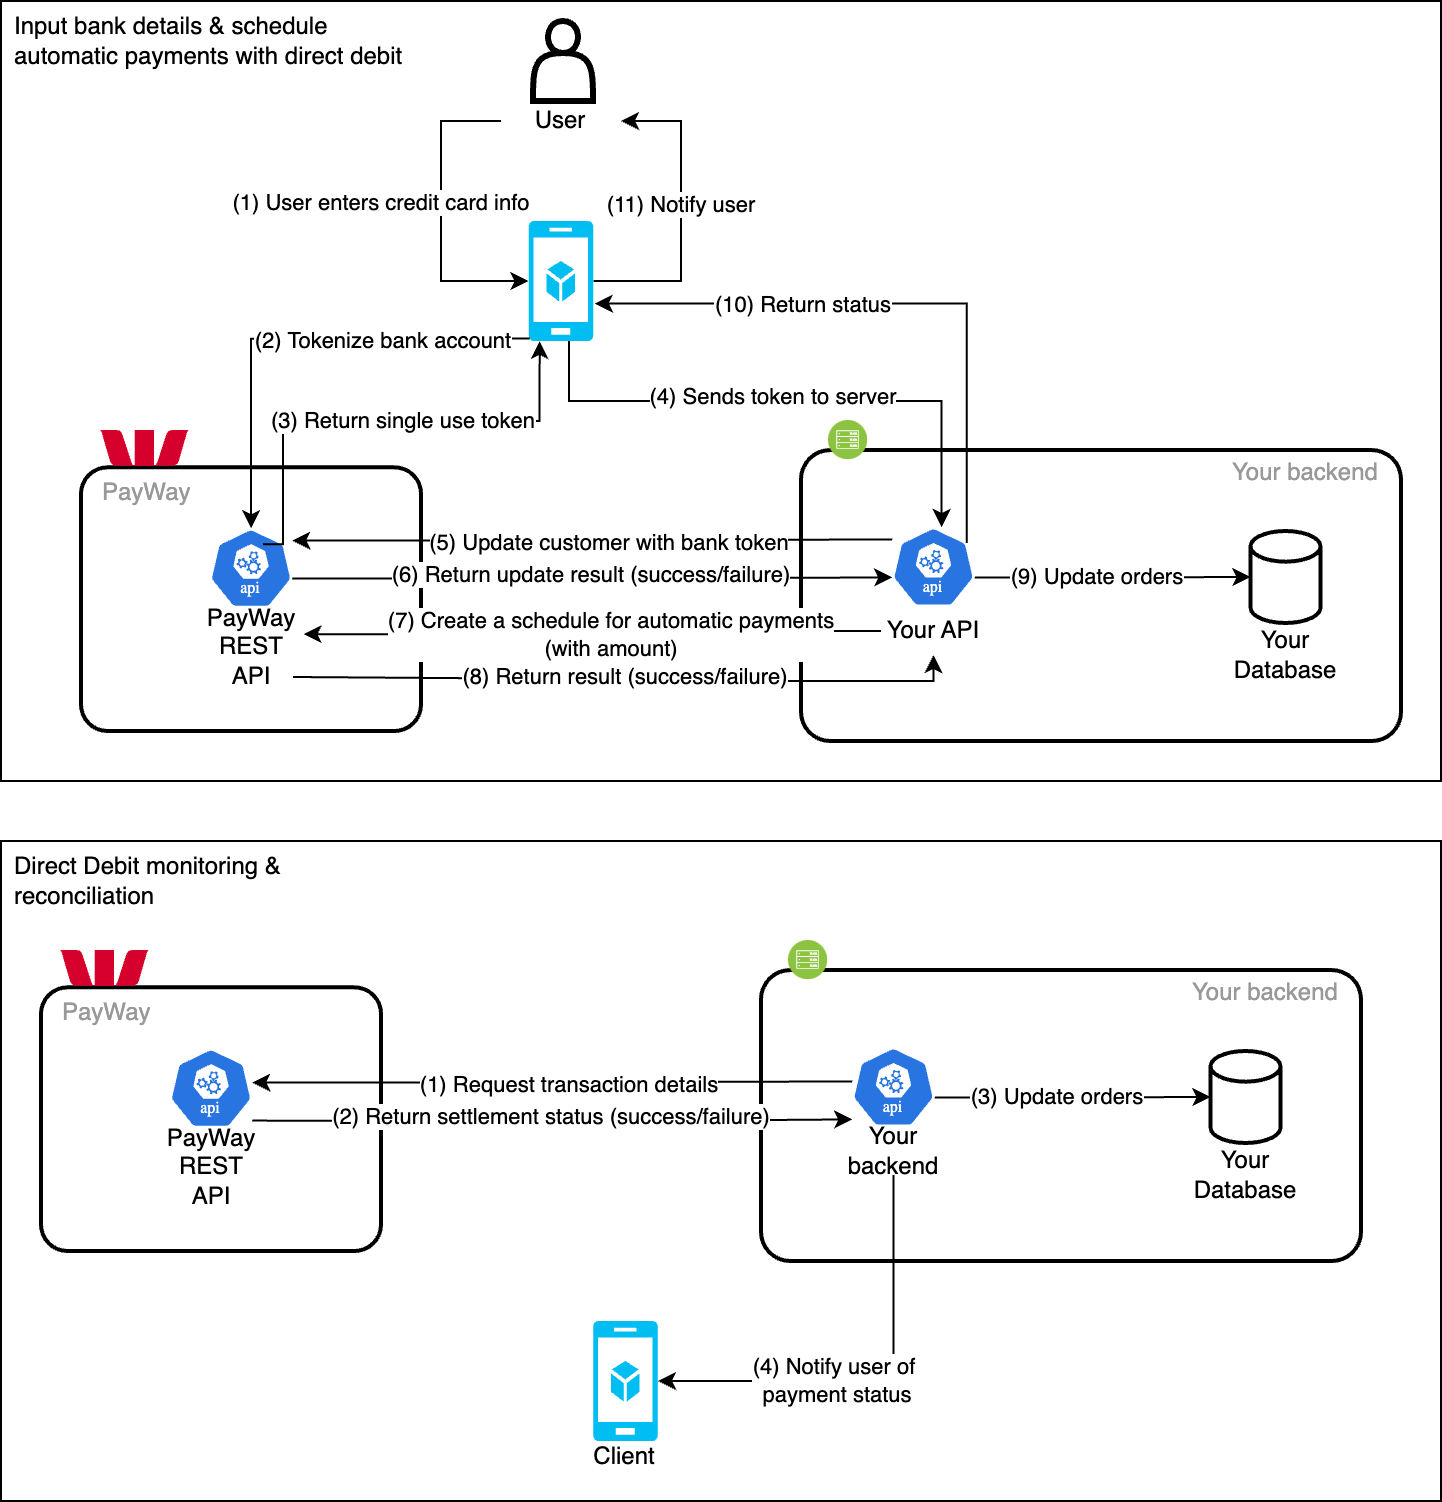 Input bank details & schedule
automatic payments with direct debit
User
(1) User enters credit card info
(11) Notify user
(10) Return status
(2) Tokenize bank account
(4) Sends token to server
(3) Return single use token
PayWay
Your backend
(5) Update customer with bank token
(6) Return update result (success/failure)
api
api
(9) Update orders
PayWay
REST
API
(7) Create a schedule for automatic payments
(with amount)
Your API
(8) Return result (success/failure)
Your
Database
Direct Debit monitoring &
reconciliation
PayWay
Your backend
(1) Request transaction details
(2) Return settlement status (success/failure)
api
api
(3) Update orders
PayWay
REST
API
Your
backend
Your
Database
(4) Notify user of
payment status
Client